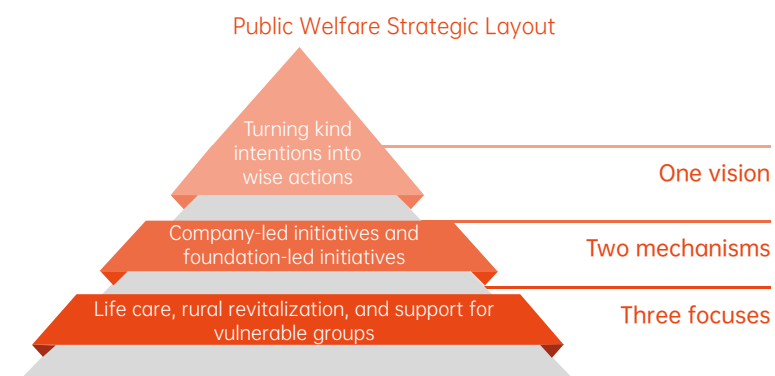 Public Welfare Strategic Layout
Turning kind
intentions into
wise actions
One vision
Company-led initiatives and
foundation-led initiatives
Two mechanisms
Life care, rural revitalization, and support for
vulnerable groups
Three focuses